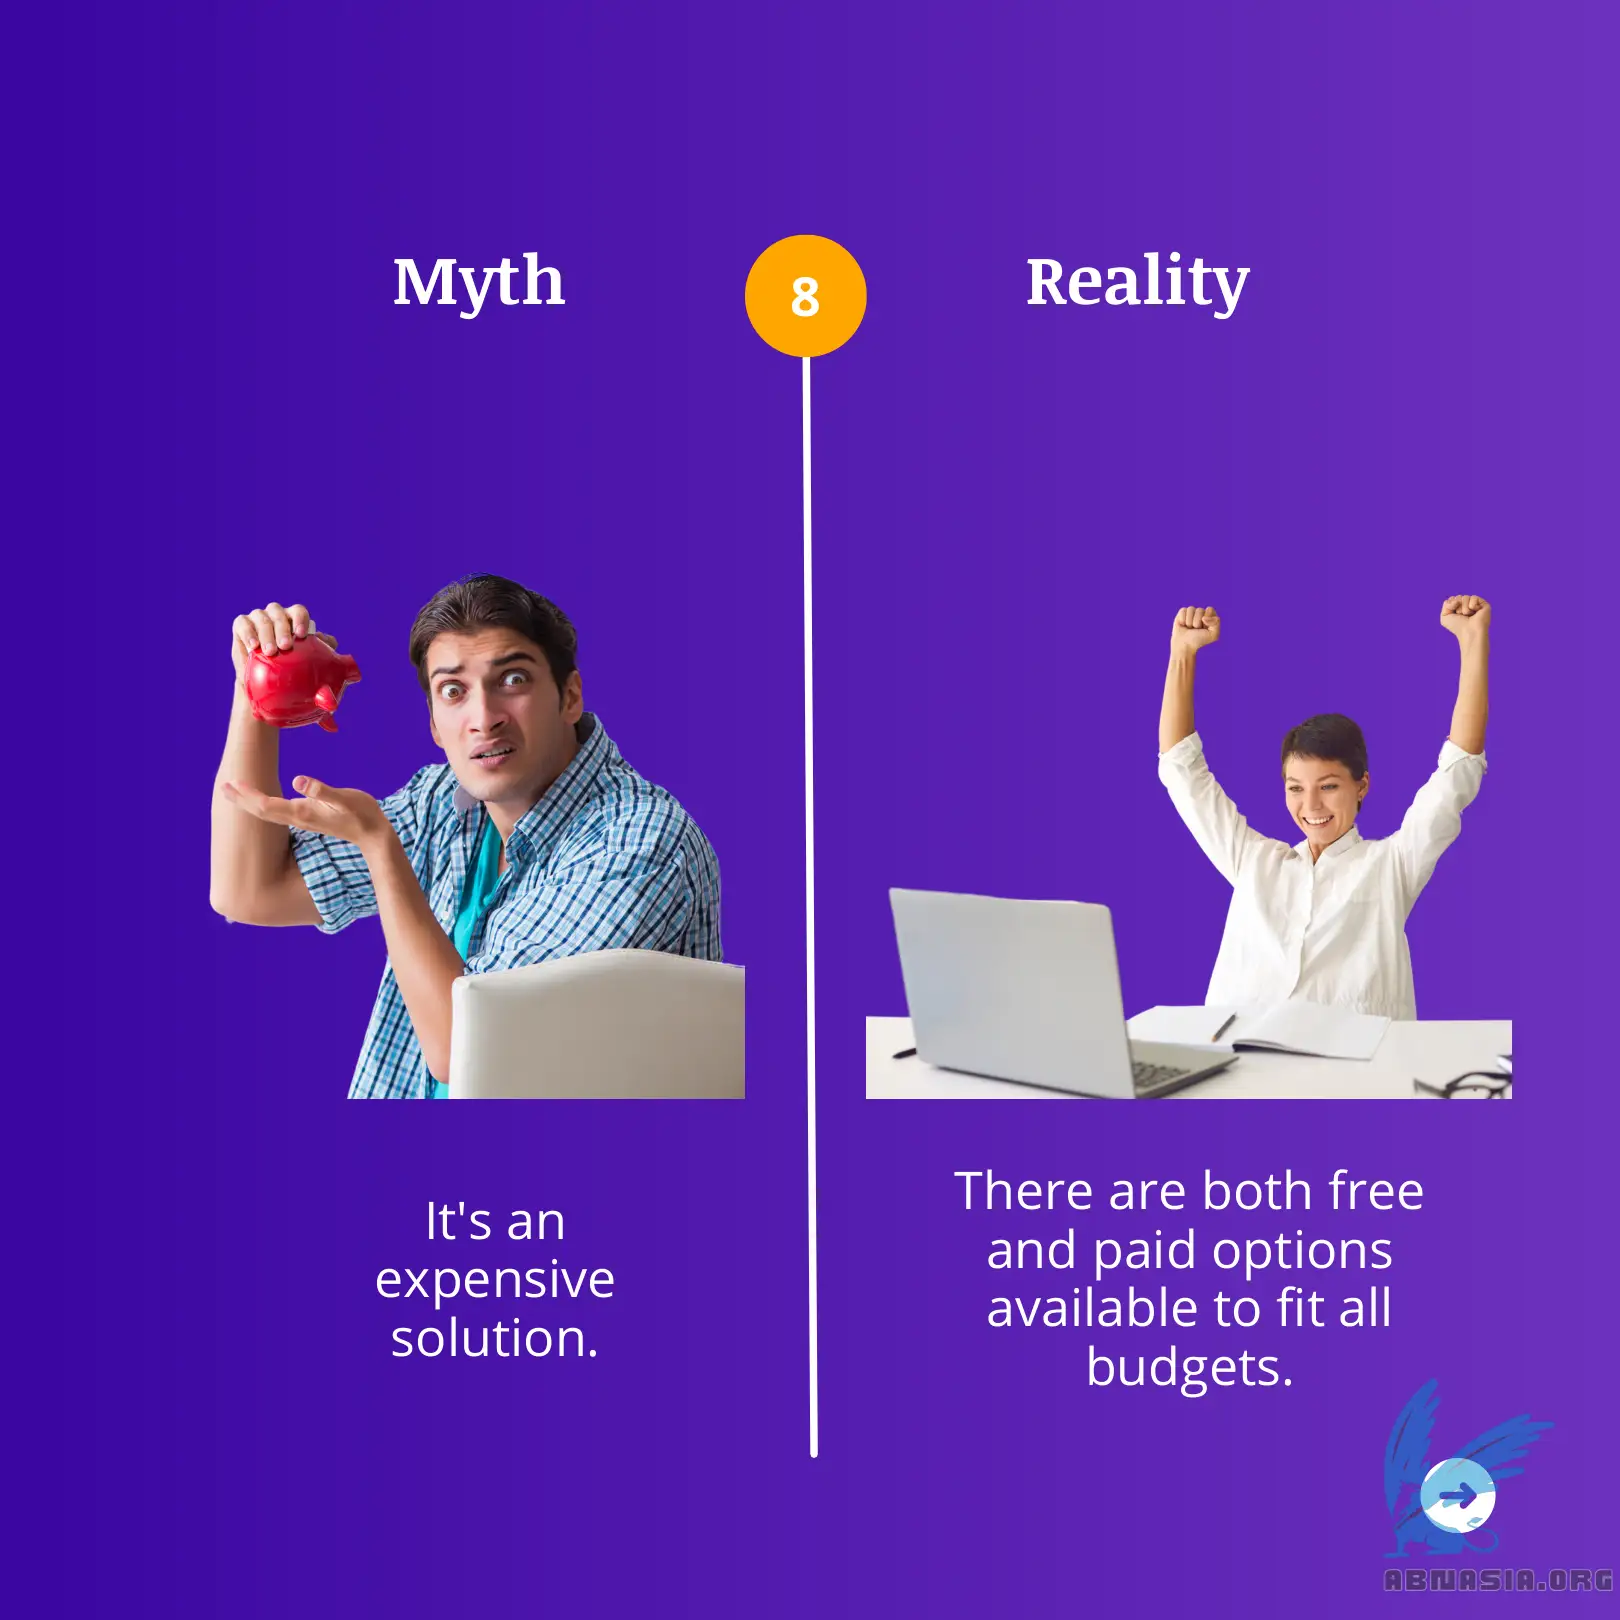 Myth
8
Reality
It's an
expensive
solution.
There are both free
and paid options
available to fit all
budgets.
ABNASIA.ORG